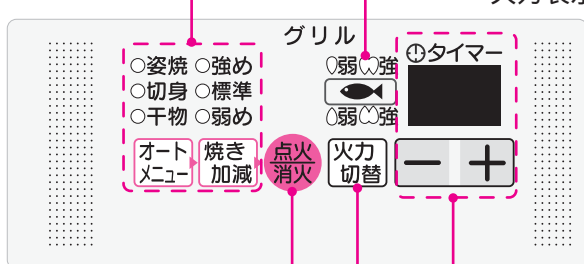 グリル
○姿焼 ○強め
○切身 ○標準
○干物 ○弱め
弱 強
弱 強
タイマー
オート
メニュー
焼き
加減
点火
消火
火力
切替
− +